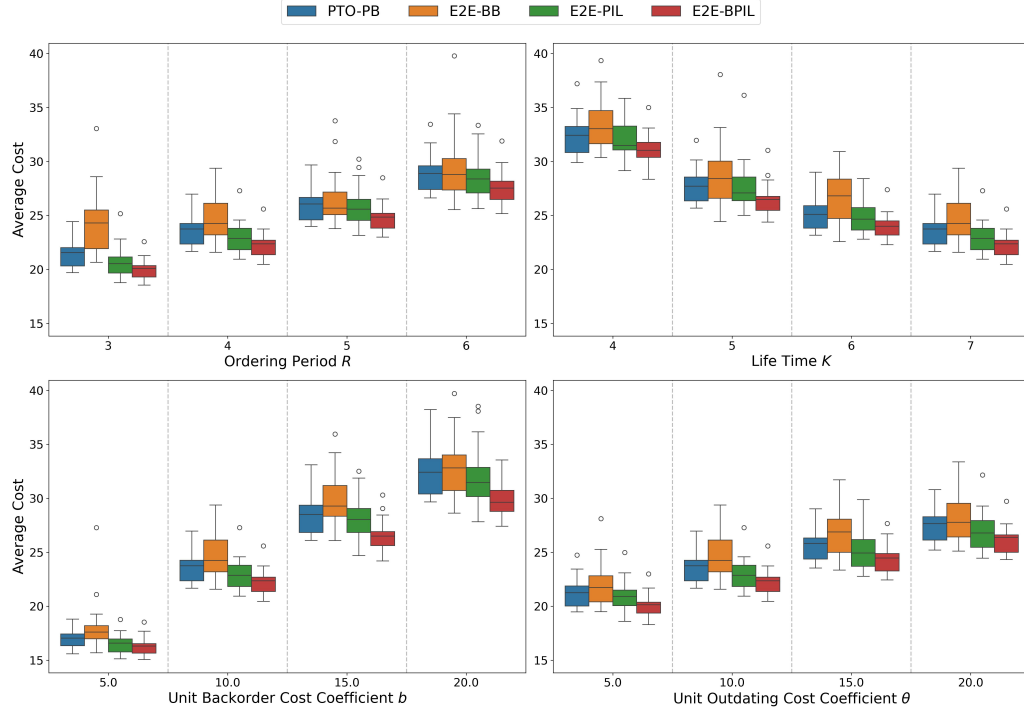 PTO-PB E2E-BB E2E-PIL E2E-BPIL
Average Cost
40
35
30
25
20
15
3 4 5 6
Ordering Period R
40
35
30
25
20
15
4 5 6 7
Life Time K
Average Cost
40
35
30
25
20
15
5.0 10.0 15.0 20.0
Unit Backorder Cost Coefficient b
40
35
30
25
20
15
5.0 10.0 15.0 20.0
Unit Outdating Cost Coefficient θ